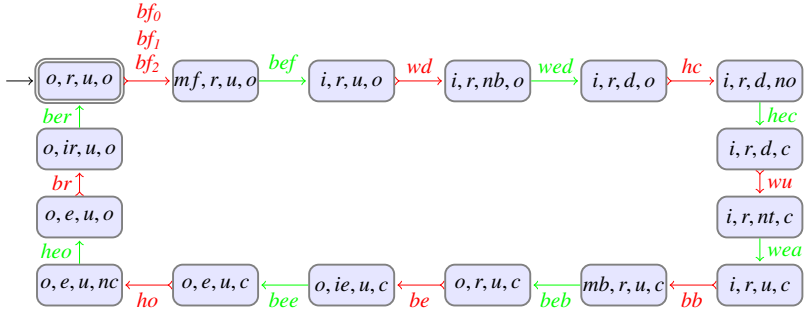 bf₀
bf₁
bf₂
bef
wd
wed
hc
o, r, u, o
mf, r, u, o
i, r, u, o
i, r, nb, o
i, r, d, o
i, r, d, no
ber
hec
o, ir, u, o
i, r, d, c
br
wu
o, e, u, o
i, r, nt, c
heo
wea
o, e, u, nc
o, e, u, c
o, ie, u, c
o, r, u, c
mb, r, u, c
i, r, u, c
ho
bee
be
beb
bb